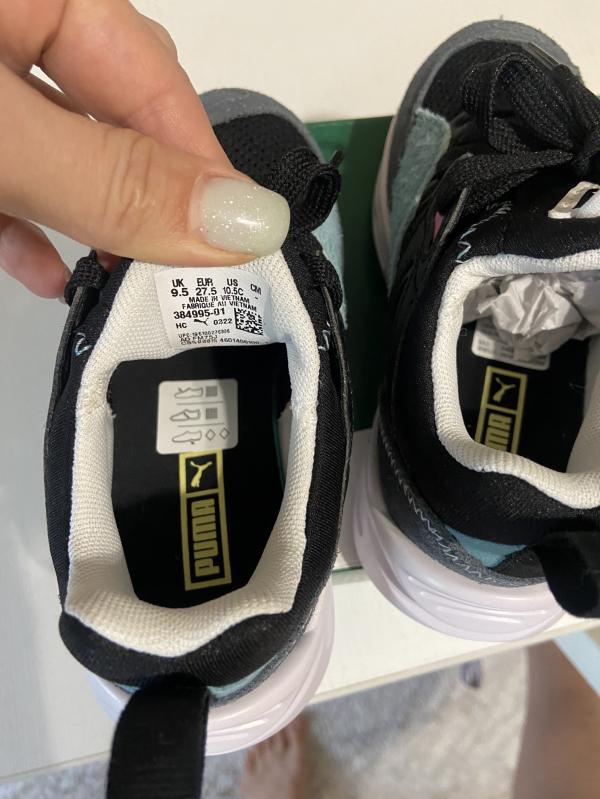 UK EUR US CM
9.5 27.5 10.5C -
MADE IN VIETNAM
FABRIQUE AU VIETNAM
384995-01
HC 0322
PUMA
PUMA